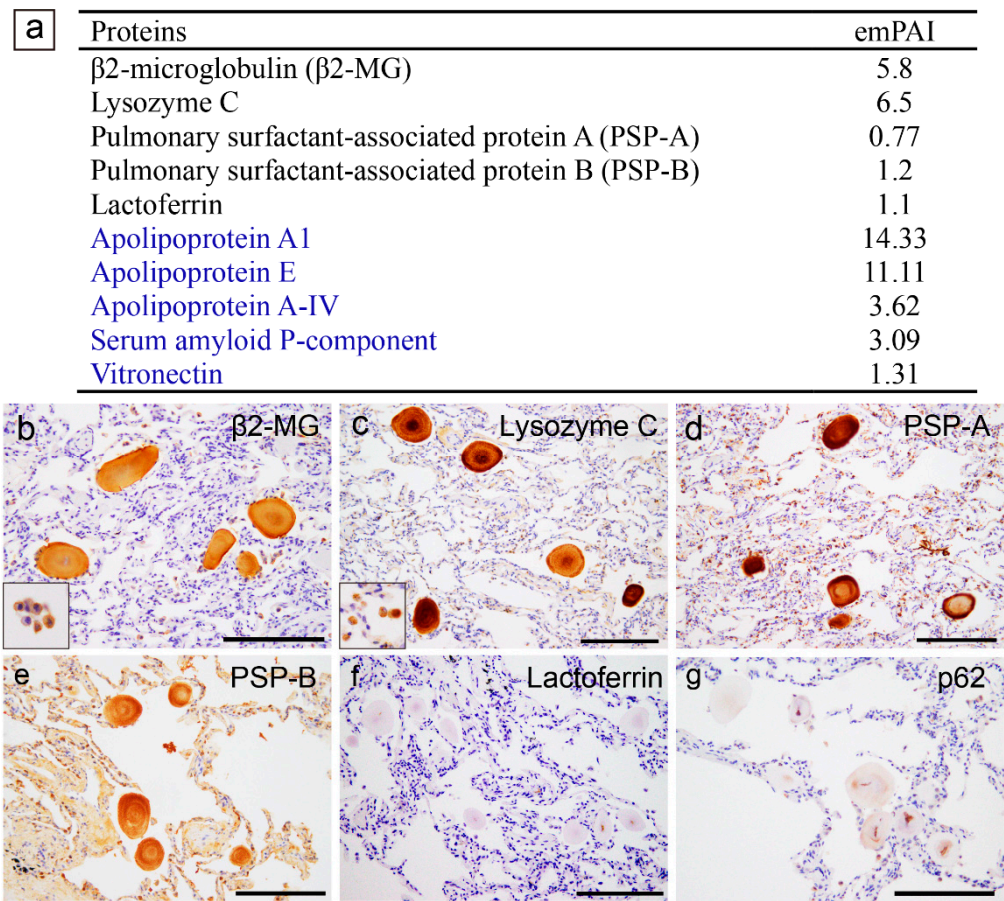 a
Proteins emPAI
β2-microglobulin (β2-MG) 5.8
Lysozyme C 6.5
Pulmonary surfactant-associated protein A (PSP-A) 0.77
Pulmonary surfactant-associated protein B (PSP-B) 1.2
Lactoferrin 1.1
Apolipoprotein A1 14.33
Apolipoprotein E 11.11
Apolipoprotein A-IV 3.62
Serum amyloid P-component 3.09
Vitronectin 1.31
b β2-MG
c Lysozyme C
d PSP-A
e PSP-B
f Lactoferrin
g p62